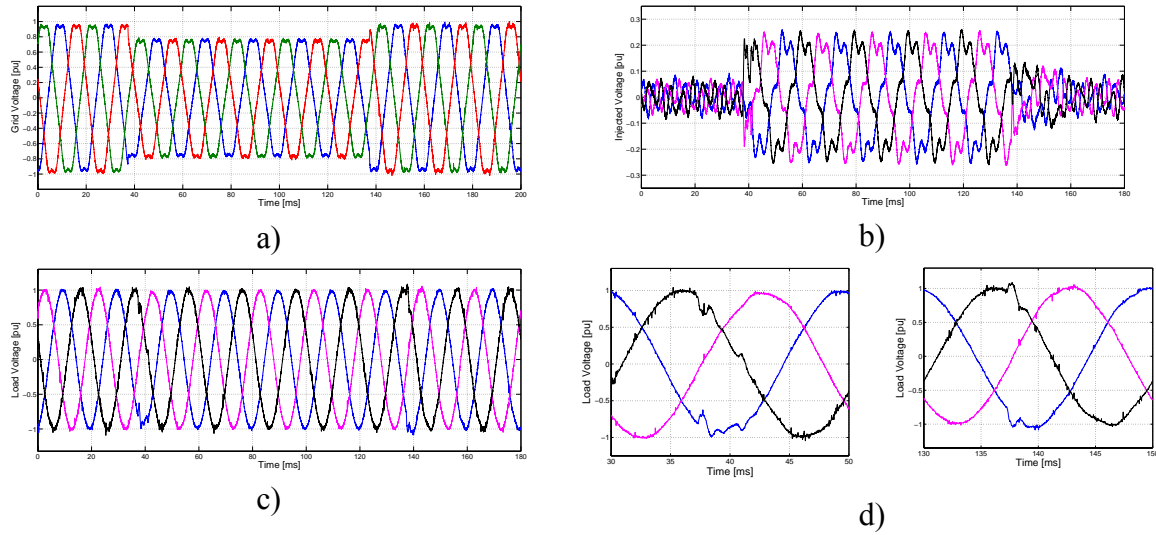 Grid Voltage [pu]
1
0.8
0.6
0.4
0.2
0
-0.2
-0.4
-0.6
-0.8
-1
0 20 40 60 80 100 120 140 160 180 200
Time [ms]
a)
Injected Voltage [pu]
0.3
0.2
0.1
0
-0.1
-0.2
-0.3
0 20 40 60 80 100 120 140 160 180
Time [ms]
b)
Load Voltage [pu]
1
0.5
0
-0.5
-1
0 20 40 60 80 100 120 140 160 180
Time [ms]
c)
Load Voltage [pu]
1
0.5
0
-0.5
-1
30 35 40 45 50
Time [ms]
Load Voltage [pu]
1
0.5
0
-0.5
-1
130 135 140 145 150
Time [ms]
d)